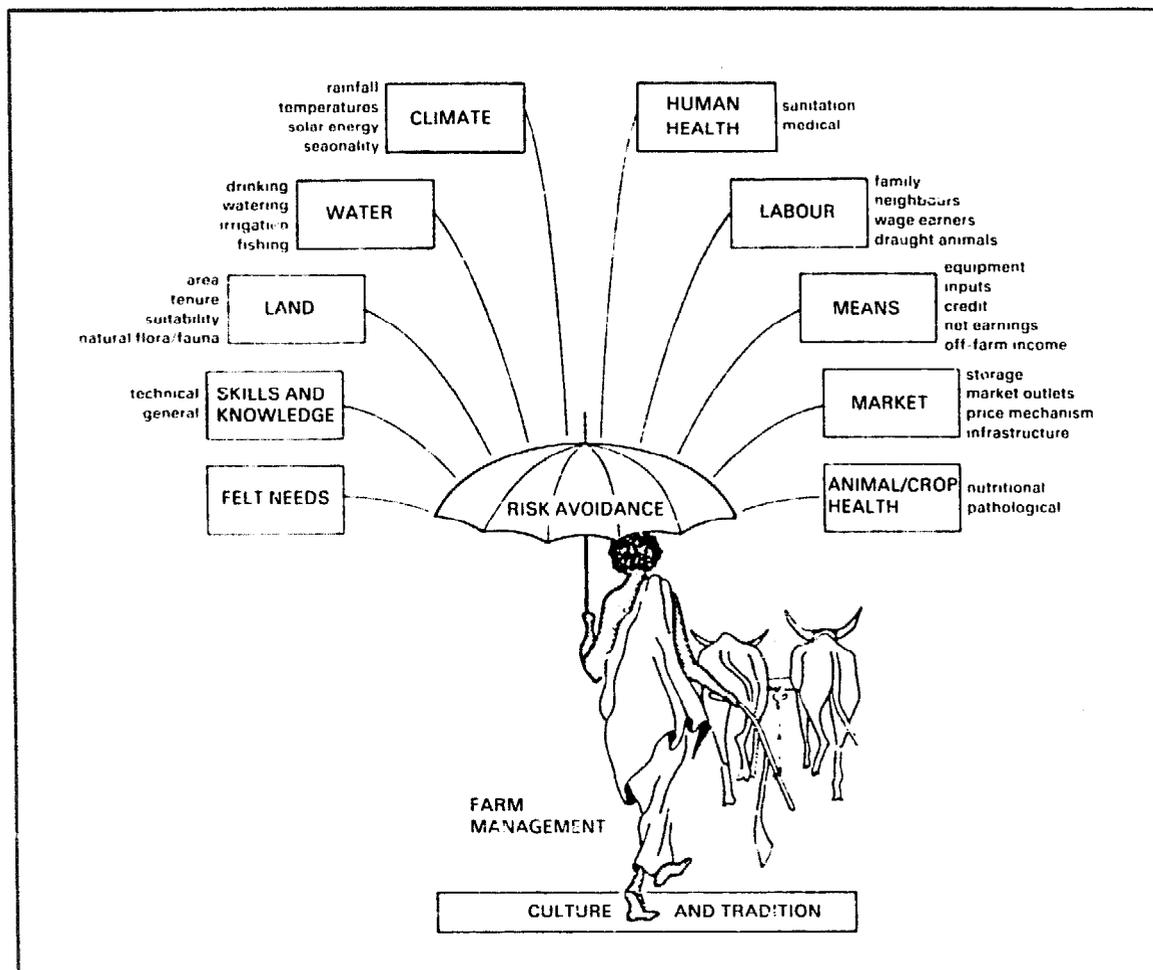 rainfall
temperatures
solar energy
seaonality
CLIMATE
HUMAN
HEALTH
sanitation
medical
drinking
watering
irrigation
fishing
WATER
LABOUR
family
neighbours
wage earners
draught animals
area
tenure
suitability
natural flora/fauna
LAND
MEANS
equipment
inputs
credit
net earnings
off-farm income
technical
general
SKILLS AND
KNOWLEDGE
MARKET
storage
market outlets
price mechanism
infrastructure
FELT NEEDS
RISK AVOIDANCE
ANIMAL/CROP
HEALTH
nutritional
pathological
FARM
MANAGEMENT
CULTURE AND TRADITION